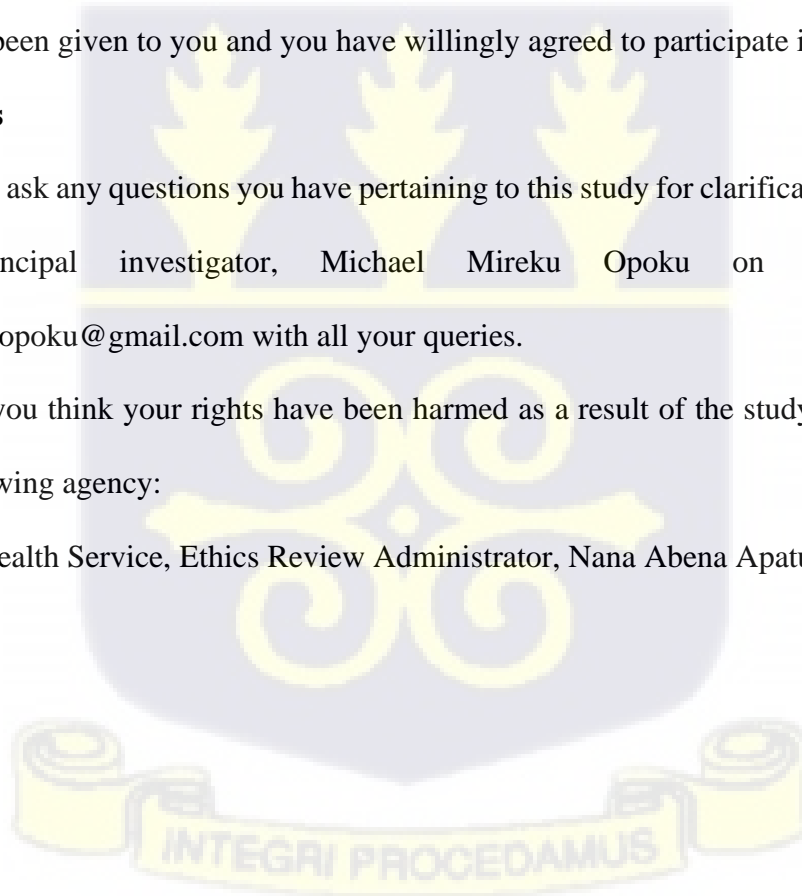 been given to you and you have willingly agreed to participate i
s
ask any questions you have pertaining to this study for clarifica
ncipal investigator, Michael Mireku Opoku on
opoku@gmail.com with all your queries.
you think your rights have been harmed as a result of the study
wing agency:
ealth Service, Ethics Review Administrator, Nana Abena Apatu
INTEGRI PROCEDAMUS